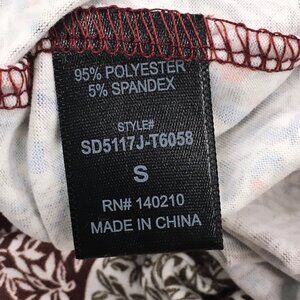 95% POLYESTER
5% SPANDEX
STYLE#
SD5117J-T6058
S
RN# 140210
MADE IN CHINA